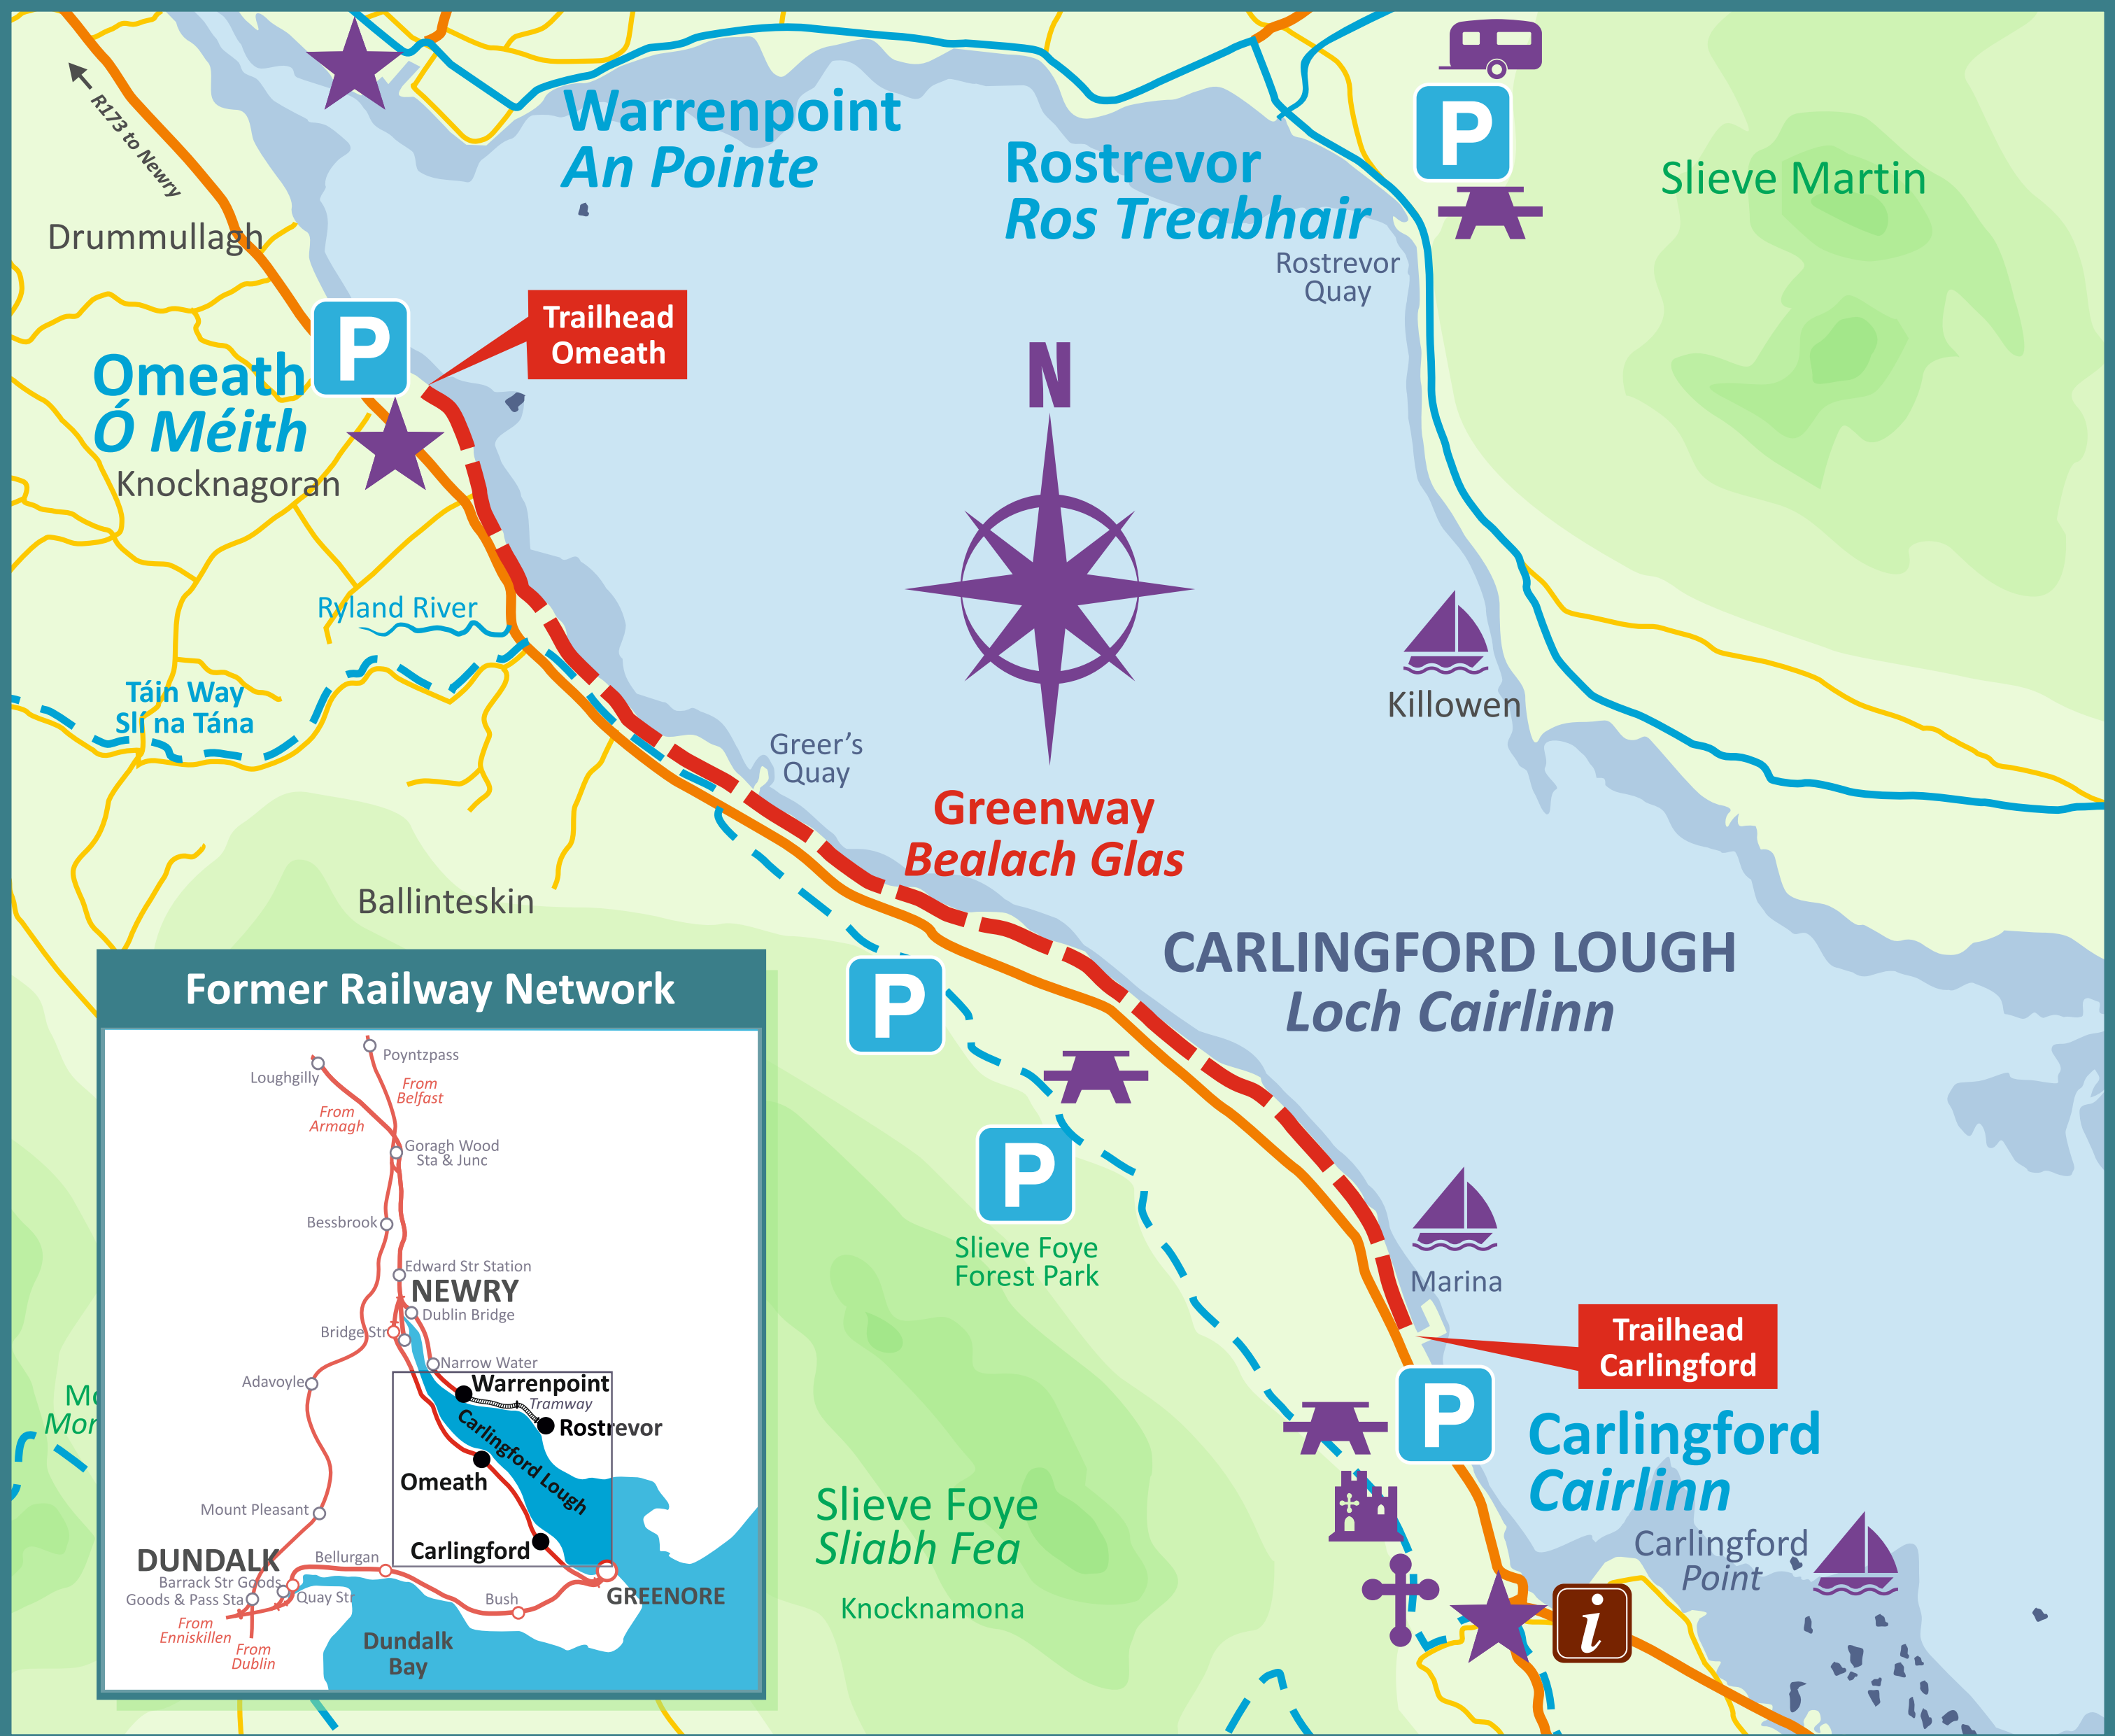 R173 to Newry
Warrenpoint
An Pointe
Rostrevor
Ros Treabhair
Rostrevor
Quay
P
Slieve Martin
Drummullagh
P
Trailhead
Omeath
Omeath
Ó Méith
Knocknagoran
N
Ryland River
Táin Way
Slí na Tána
Killowen
Greer's
Quay
Greenway
Bealach Glas
Ballinteskin
CARLINGFORD LOUGH
Loch Cairlinn
P
P
Slieve Foye
Forest Park
Marina
Trailhead
Carlingford
P
Carlingford
Cairlinn
Carlingford
Point
Slieve Foye
Sliabh Fea
Knocknamona
i
Former Railway Network
Poyntzpass
Loughgilly
From
Belfast
From
Armagh
Goragh Wood
Sta & Junc
Bessbrook
Edward Str Station
NEWRY
Dublin Bridge
Bridge Str
Narrow Water
Adavoyle
Warrenpoint
Tramway
Rostrevor
Carlingford Lough
Omeath
Mount Pleasant
Carlingford
DUNDALK
Bellurgan
Barrack Str Goods
Goods & Pass Sta
Quay Str
Bush
GREENORE
From
Enniskillen
From
Dublin
Dundalk
Bay